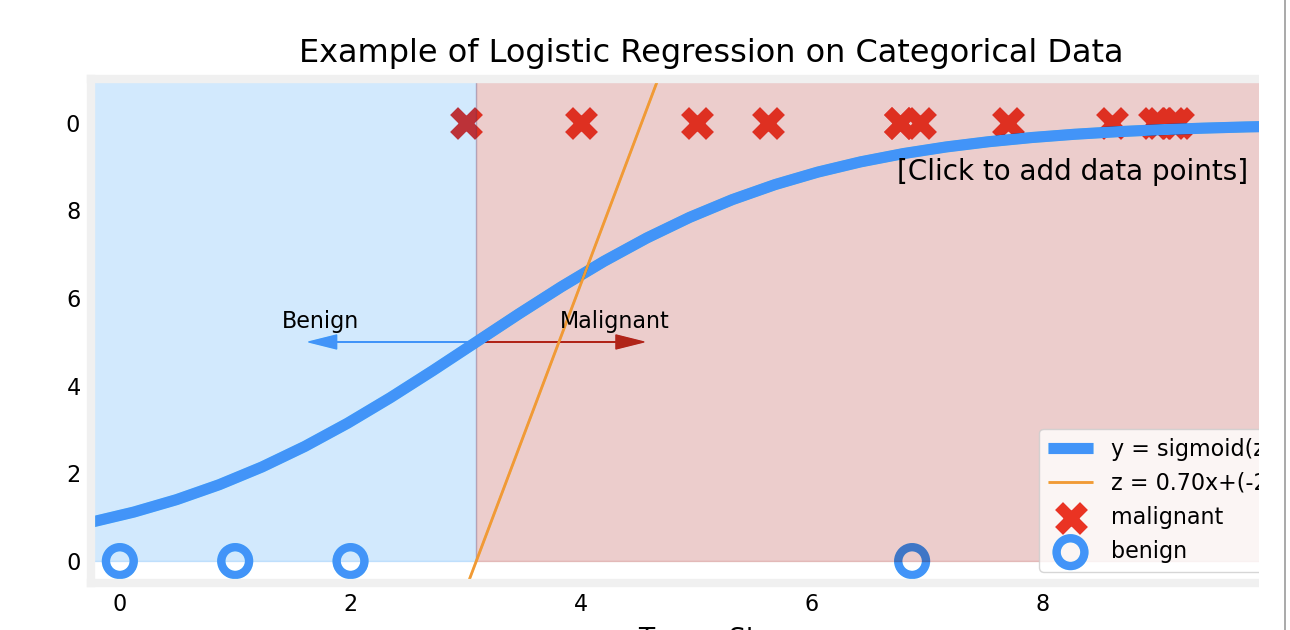 Example of Logistic Regression on Categorical Data
0
[Click to add data points]
8
6
Benign
Malignant
4
2
y = sigmoid(z
z = 0.70x+(-2
malignant
benign
0
0 2 4 6 8